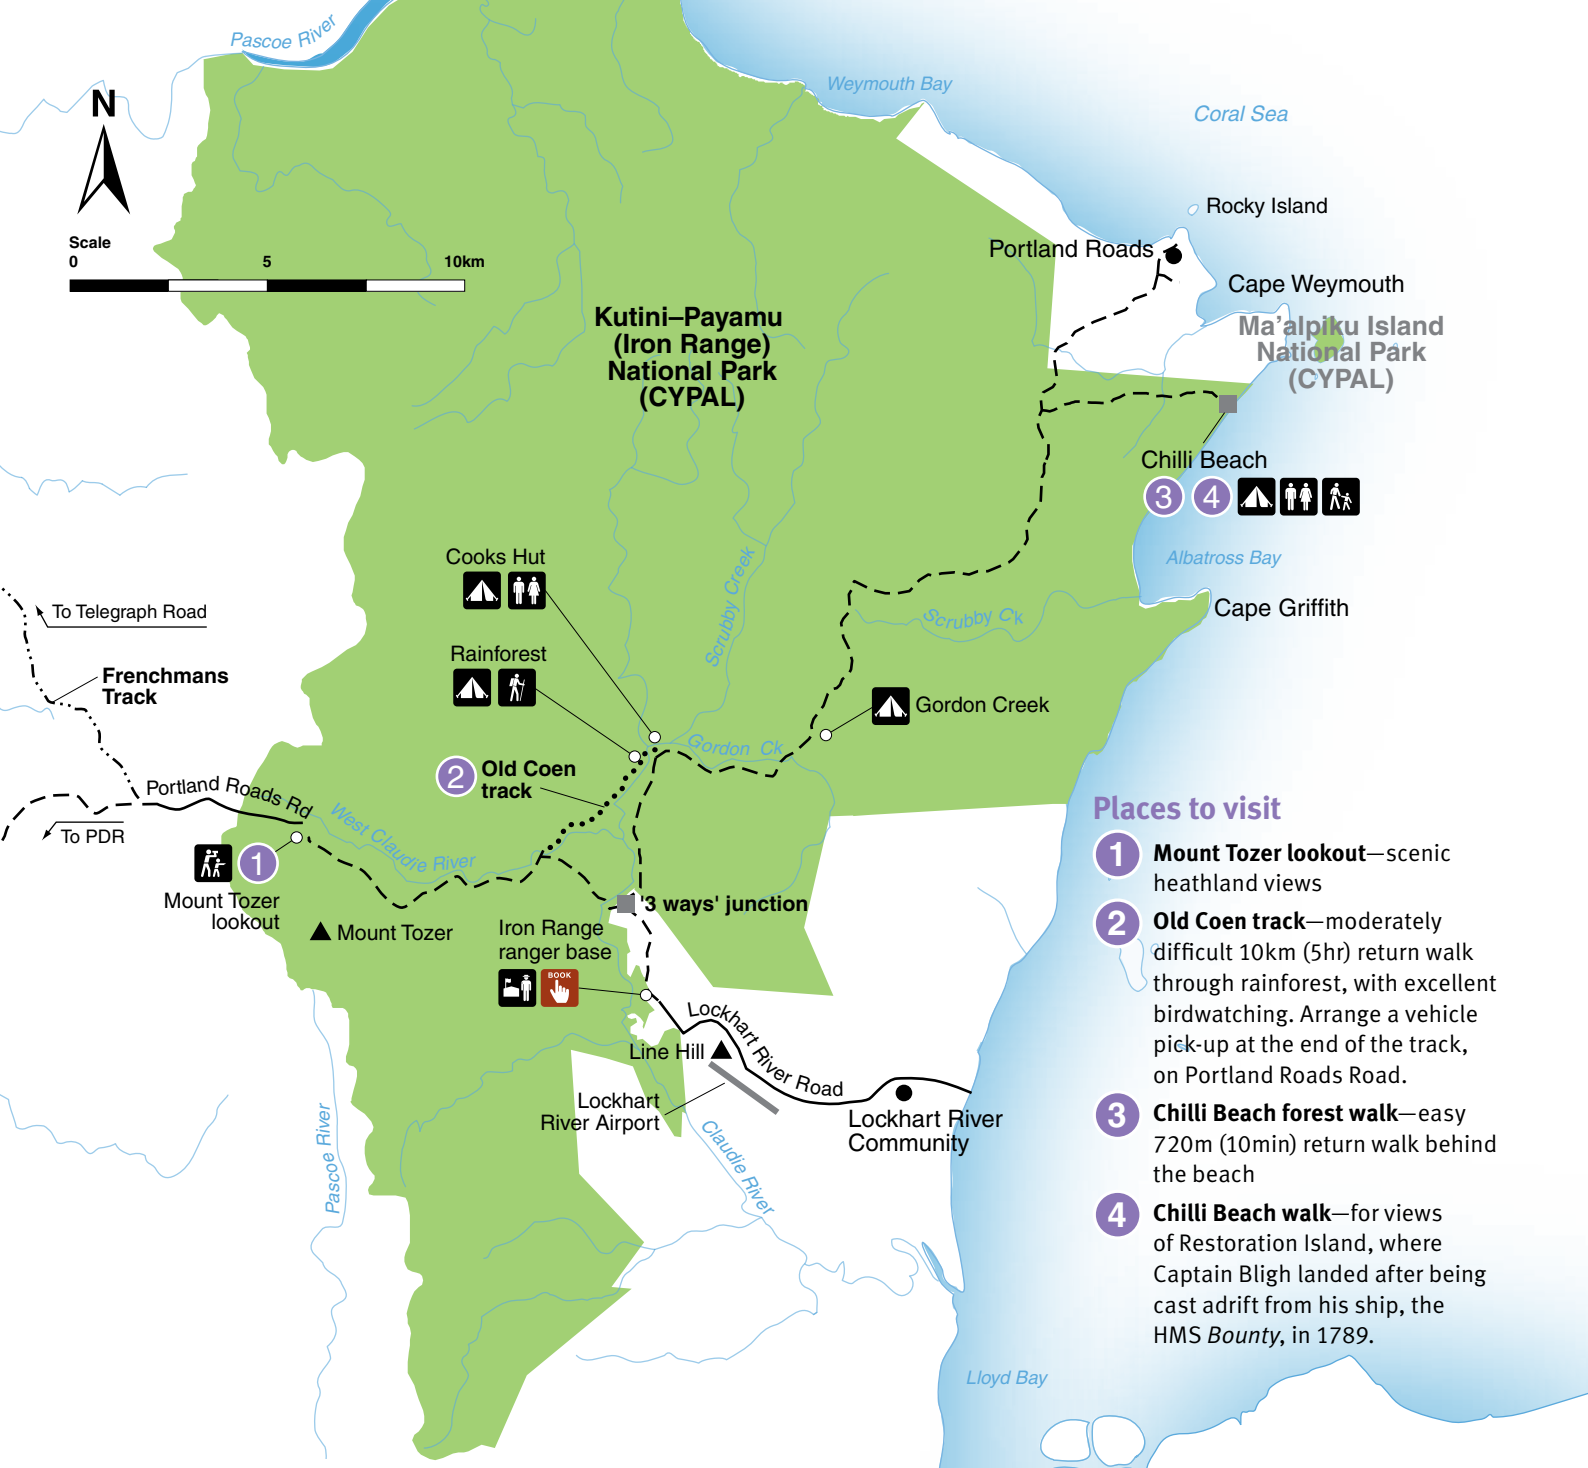 Pascoe River
Weymouth Bay
Coral Sea
N
Rocky Island
Scale
0 5 10km
Portland Roads
Cape Weymouth
Kutini–Payamu
(Iron Range)
National Park
(CYPAL)
Ma'alpiku Island
National Park
(CYPAL)
Chilli Beach
3 4
Cooks Hut
Scrubby Creek
Albatross Bay
To Telegraph Road
Scrubby Ck
Cape Griffith
Frenchmans
Track
Rainforest
Gordon Creek
Gordon Ck
2 Old Coen
track
Portland Roads Rd
To PDR
West Claudie River
1
Mount Tozer
lookout
Mount Tozer
'3 ways' junction
Iron Range
ranger base
BOOK
Lockhart River Road
Line Hill
Lockhart
River Airport
Lockhart River
Community
Pascoe River
Claudie River
Lloyd Bay
Places to visit
1 Mount Tozer lookout—scenic
heathland views
2 Old Coen track—moderately
difficult 10km (5hr) return walk
through rainforest, with excellent
birdwatching. Arrange a vehicle
pick-up at the end of the track,
on Portland Roads Road.
3 Chilli Beach forest walk—easy
720m (10min) return walk behind
the beach
4 Chilli Beach walk—for views
of Restoration Island, where
Captain Bligh landed after being
cast adrift from his ship, the
HMS Bounty, in 1789.